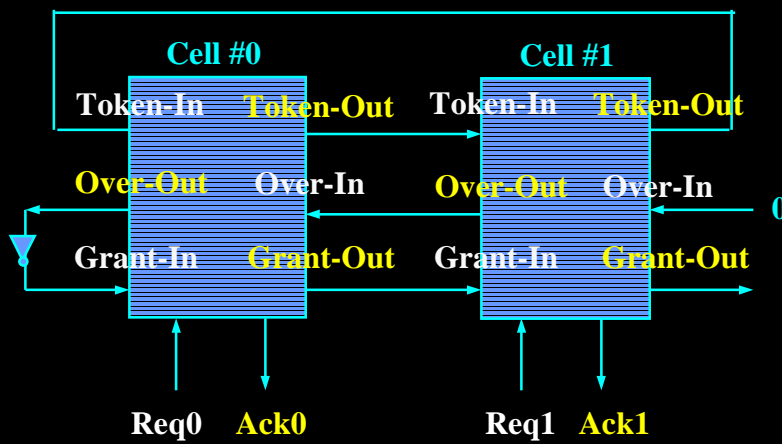 Cell #0 Cell #1
Token-In Token-Out Token-In Token-Out
Over-Out Over-In Over-Out Over-In
0
Grant-In Grant-Out Grant-In Grant-Out
Req0 Ack0 Req1 Ack1